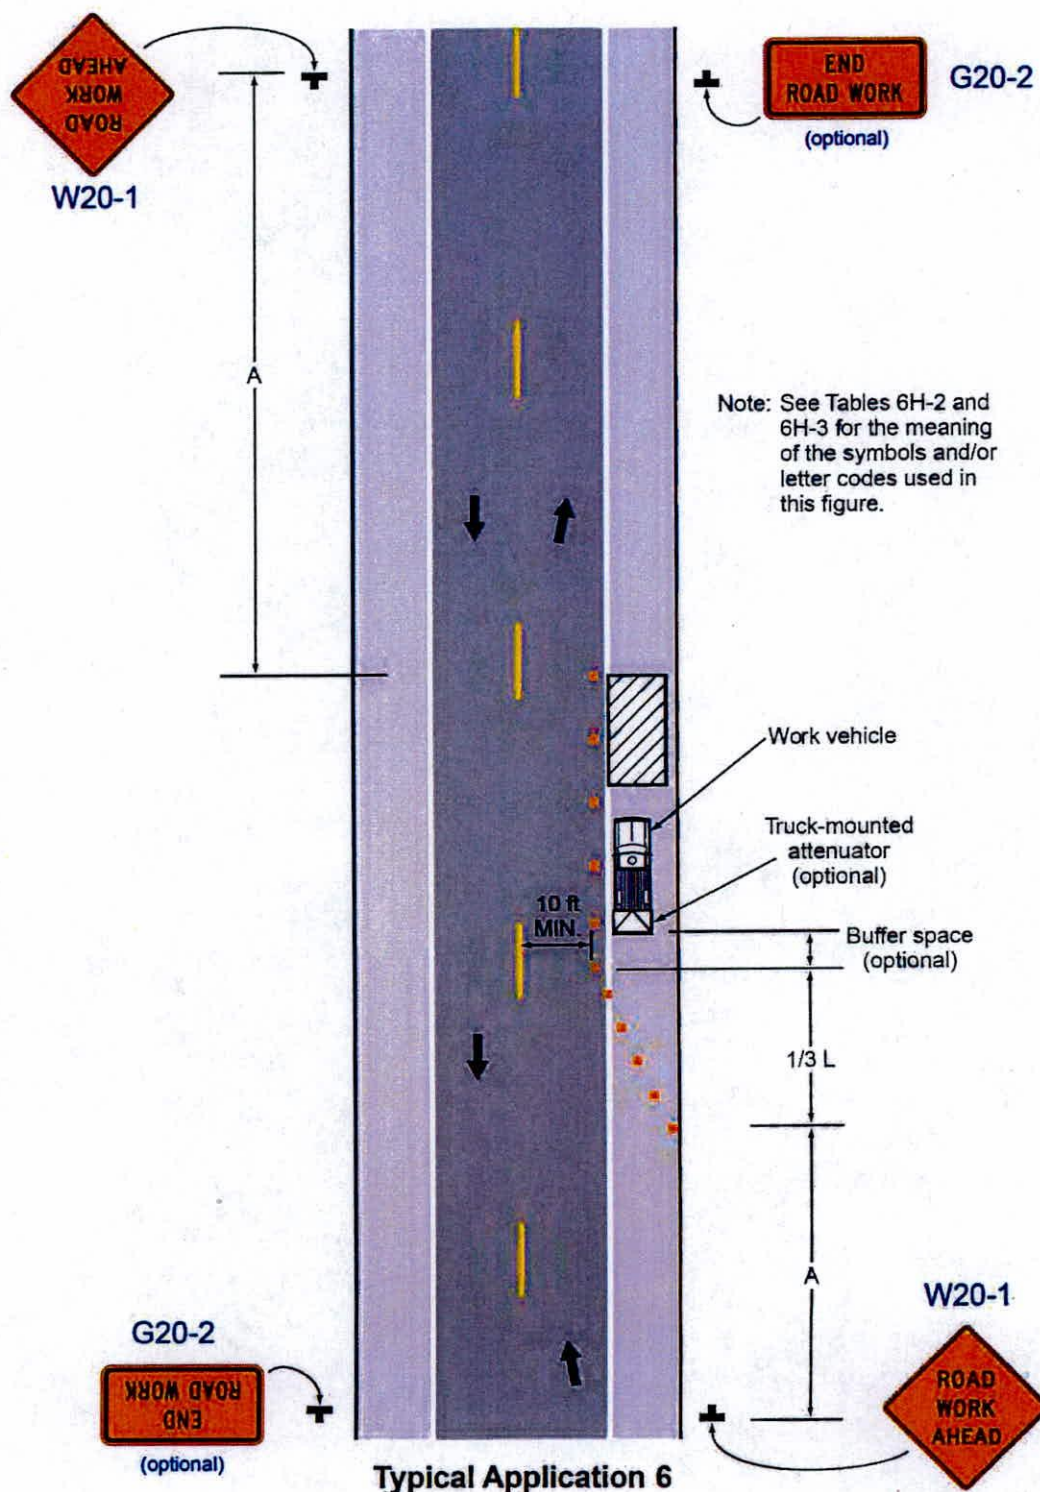 ROAD
WORK
AHEAD
W20-1
END
ROAD WORK
(optional)
G20-2
A
Note: See Tables 6H-2 and
6H-3 for the meaning
of the symbols and/or
letter codes used in
this figure.
Work vehicle
Truck-mounted
attenuator
(optional)
10 ft
MIN.
Buffer space
(optional)
1/3 L
A
W20-1
ROAD
WORK
AHEAD
G20-2
END
ROAD WORK
(optional)
Typical Application 6